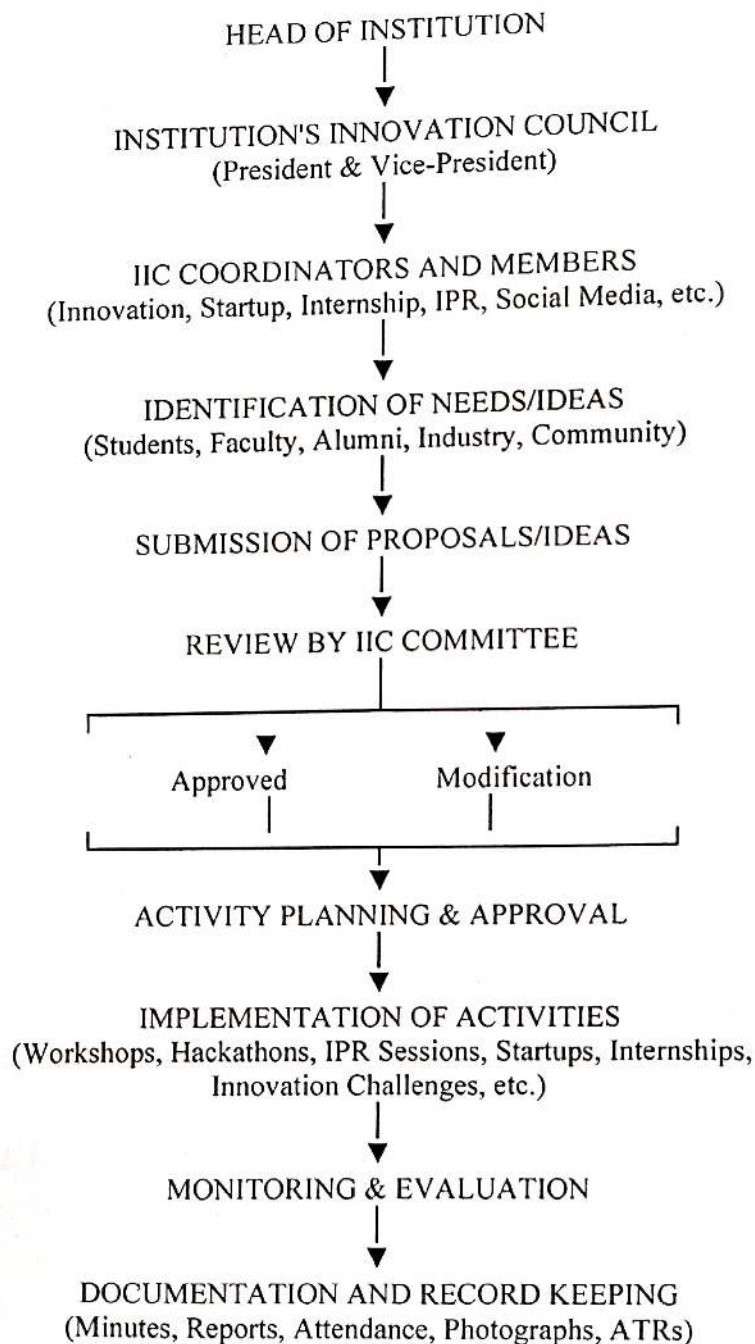 HEAD OF INSTITUTION
INSTITUTION'S INNOVATION COUNCIL
(President & Vice-President)
IIC COORDINATORS AND MEMBERS
(Innovation, Startup, Internship, IPR, Social Media, etc.)
IDENTIFICATION OF NEEDS/IDEAS
(Students, Faculty, Alumni, Industry, Community)
SUBMISSION OF PROPOSALS/IDEAS
REVIEW BY IIC COMMITTEE
Approved Modification
ACTIVITY PLANNING & APPROVAL
IMPLEMENTATION OF ACTIVITIES
(Workshops, Hackathons, IPR Sessions, Startups, Internships,
Innovation Challenges, etc.)
MONITORING & EVALUATION
DOCUMENTATION AND RECORD KEEPING
(Minutes, Reports, Attendance, Photographs, ATRs)